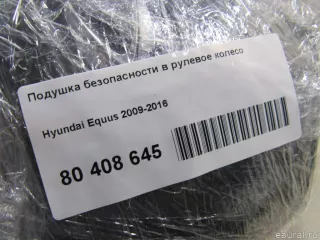 Подушка безопасности в рулевое колесо
Hyundai Equus 2009-2016
80 408 645